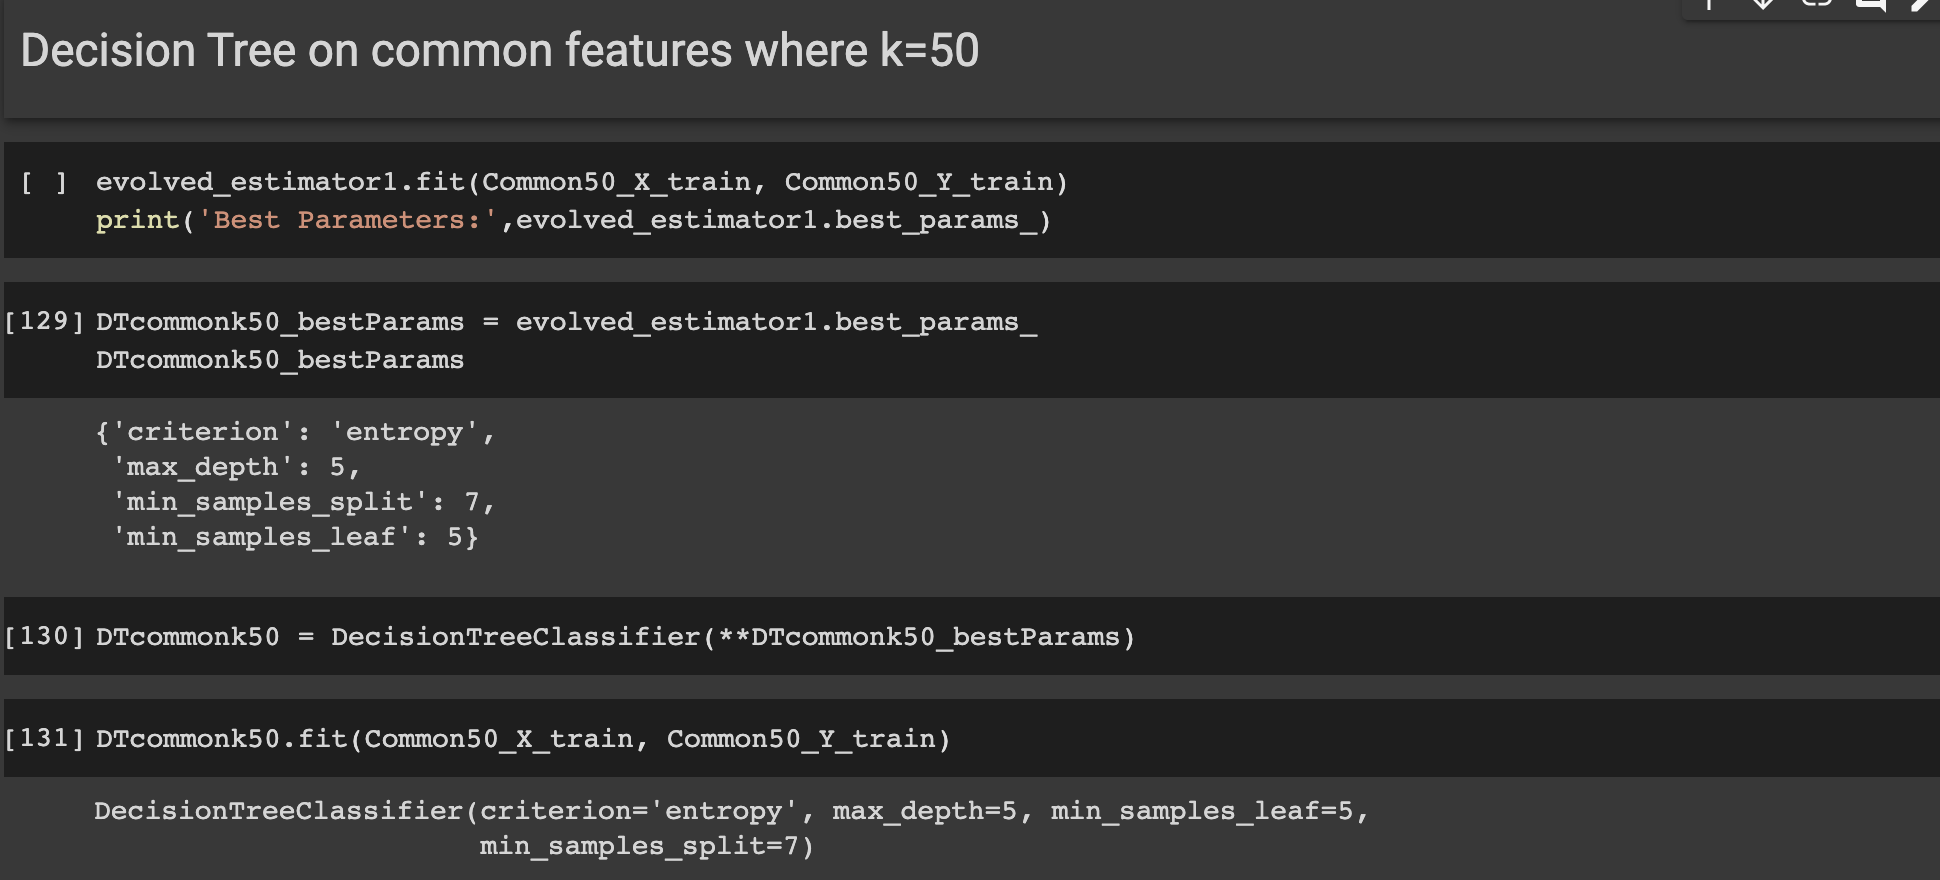 Decision Tree on common features where k=50
[ ] evolved_estimator1.fit(Common50_X_train, Common50_Y_train)
print('Best Parameters:',evolved_estimator1.best_params_)
[129] DTcommonk50_bestParams = evolved_estimator1.best_params_
DTcommonk50_bestParams
{'criterion': 'entropy',
'max_depth': 5,
'min_samples_split': 7,
'min_samples_leaf': 5}
[130] DTcommonk50 = DecisionTreeClassifier(**DTcommonk50_bestParams)
[131] DTcommonk50.fit(Common50_X_train, Common50_Y_train)
DecisionTreeClassifier(criterion='entropy', max_depth=5, min_samples_leaf=5,
min_samples_split=7)